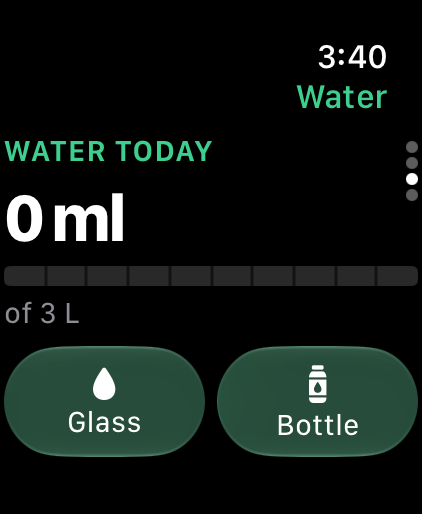 3:40
Water
WATER TODAY
0 ml
of 3 L
Glass
Bottle